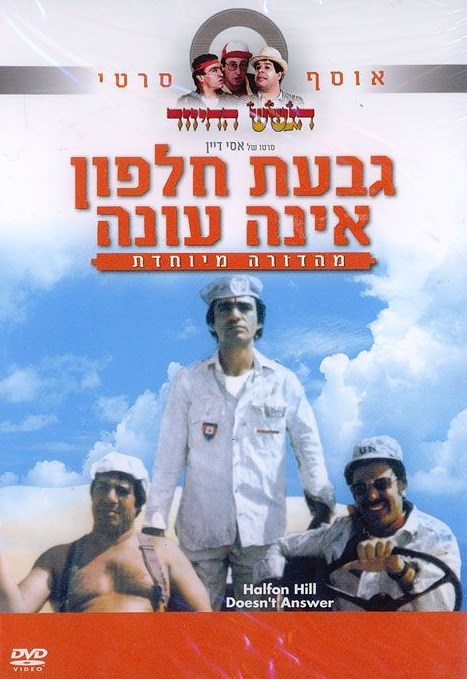 אוסף סרטי
הגשש החיוור
סרטו של אסי דיין
גבעת חלפון
אינה עונה
מהדורה מיוחדת
UN
Halfon Hill
Doesn't Answer
DVD
VIDEO